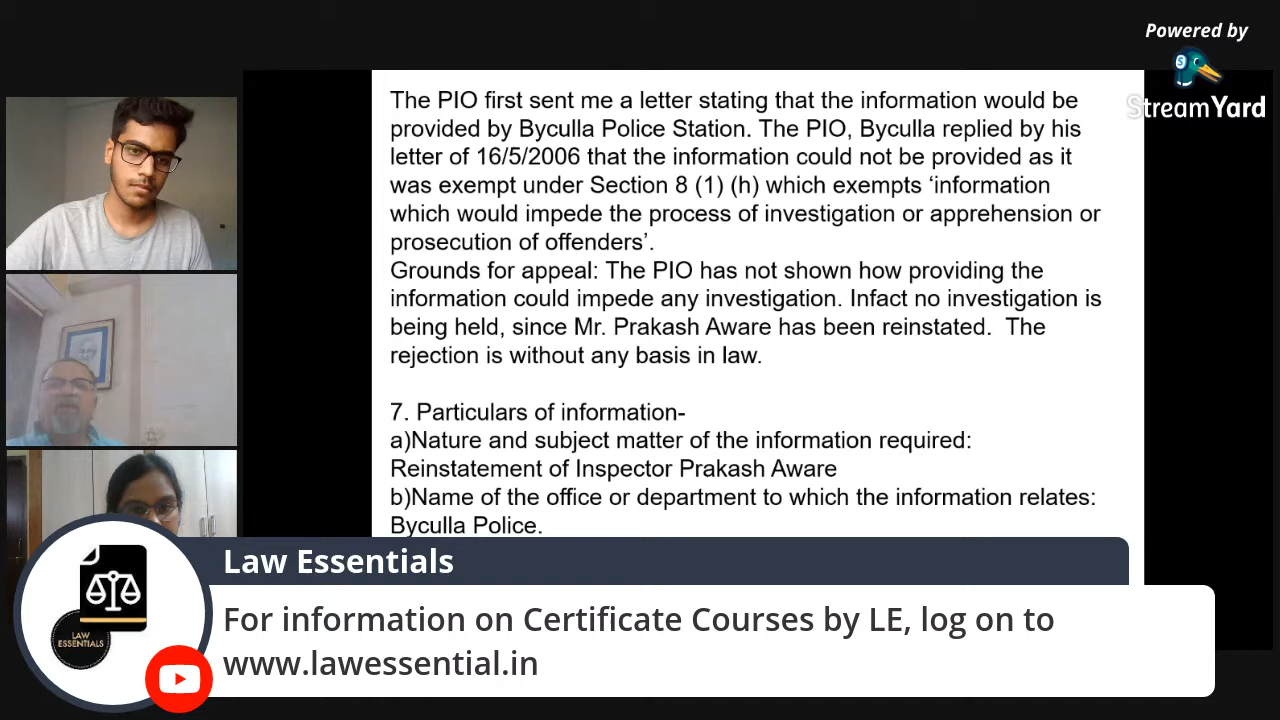 Powered by
StreamYard
The PIO first sent me a letter stating that the information would be
provided by Byculla Police Station. The PIO, Byculla replied by his
letter of 16/5/2006 that the information could not be provided as it
was exempt under Section 8 (1) (h) which exempts ‘information
which would impede the process of investigation or apprehension or
prosecution of offenders’.
Grounds for appeal: The PIO has not shown how providing the
information could impede any investigation. Infact no investigation is
being held, since Mr. Prakash Aware has been reinstated.  The
rejection is without any basis in law.
7. Particulars of information-
a)Nature and subject matter of the information required:
Reinstatement of Inspector Prakash Aware
b)Name of the office or department to which the information relates:
Byculla Police.
Law Essentials
For information on Certificate Courses by LE, log on to
www.lawessential.in
LAW
ESSENTIALS